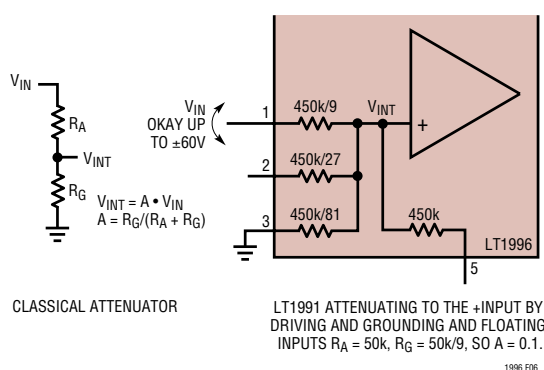 V_IN
R_A
V_INT
R_G
V_INT = A • V_IN
A = R_G/(R_A + R_G)
CLASSICAL ATTENUATOR
V_IN
OKAY UP
TO ±60V
1
450k/9
V_INT
+
2
450k/27
3
450k/81
450k
LT1996
5
LT1991 ATTENUATING TO THE +INPUT BY
DRIVING AND GROUNDING AND FLOATING
INPUTS R_A = 50k, R_G = 50k/9, SO A = 0.1.
1996 F06